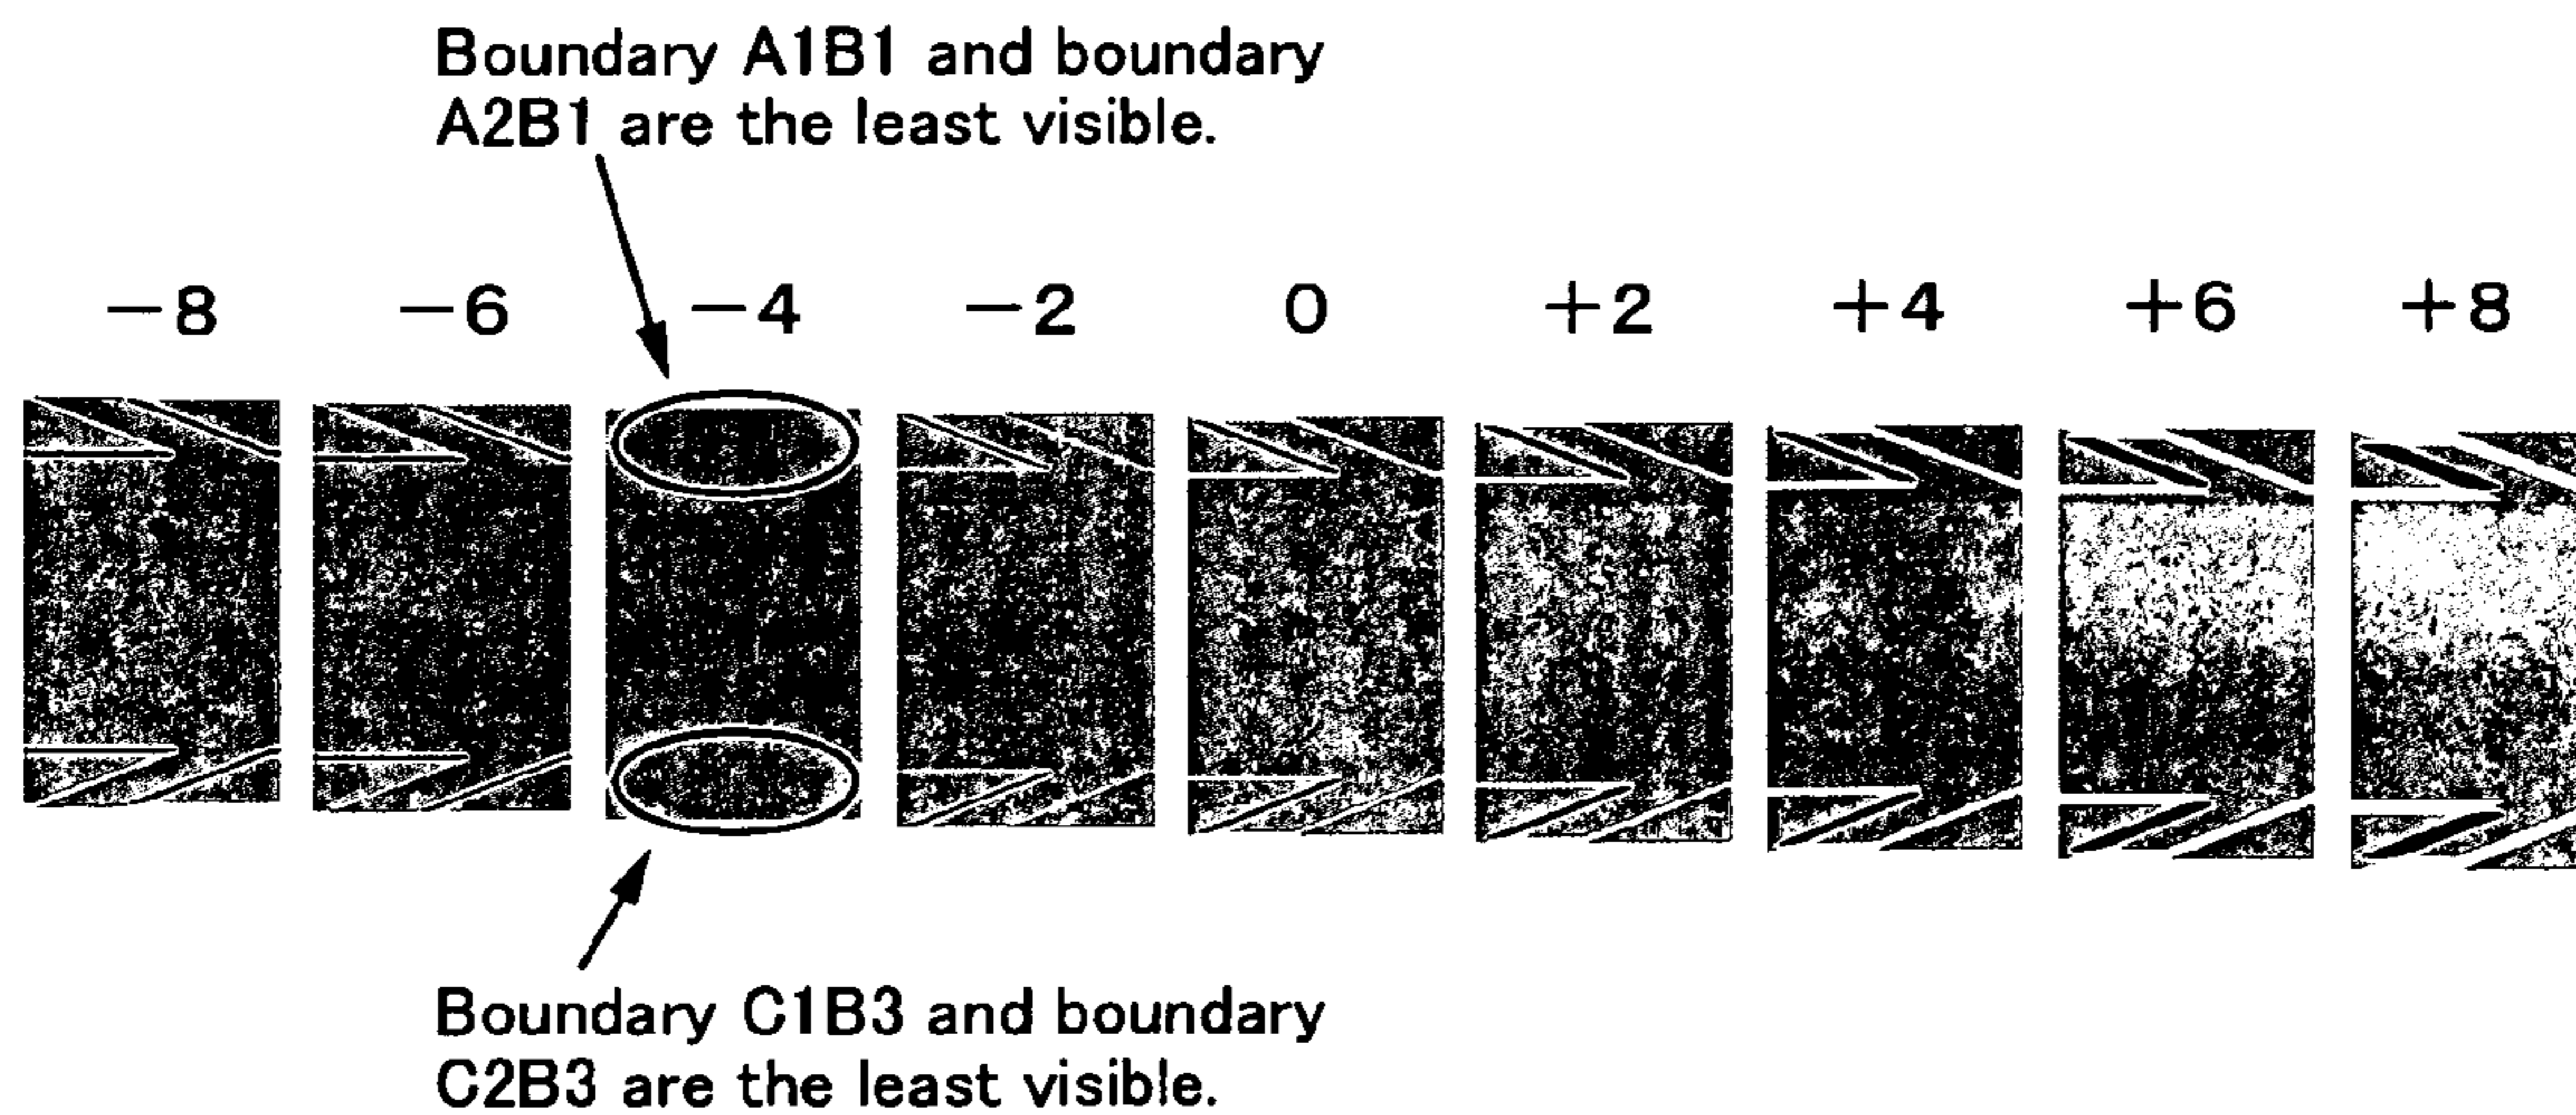 Boundary A1B1 and boundary
A2B1 are the least visible.
−8 −6 −4 −2 0 +2 +4 +6 +8
Boundary C1B3 and boundary
C2B3 are the least visible.